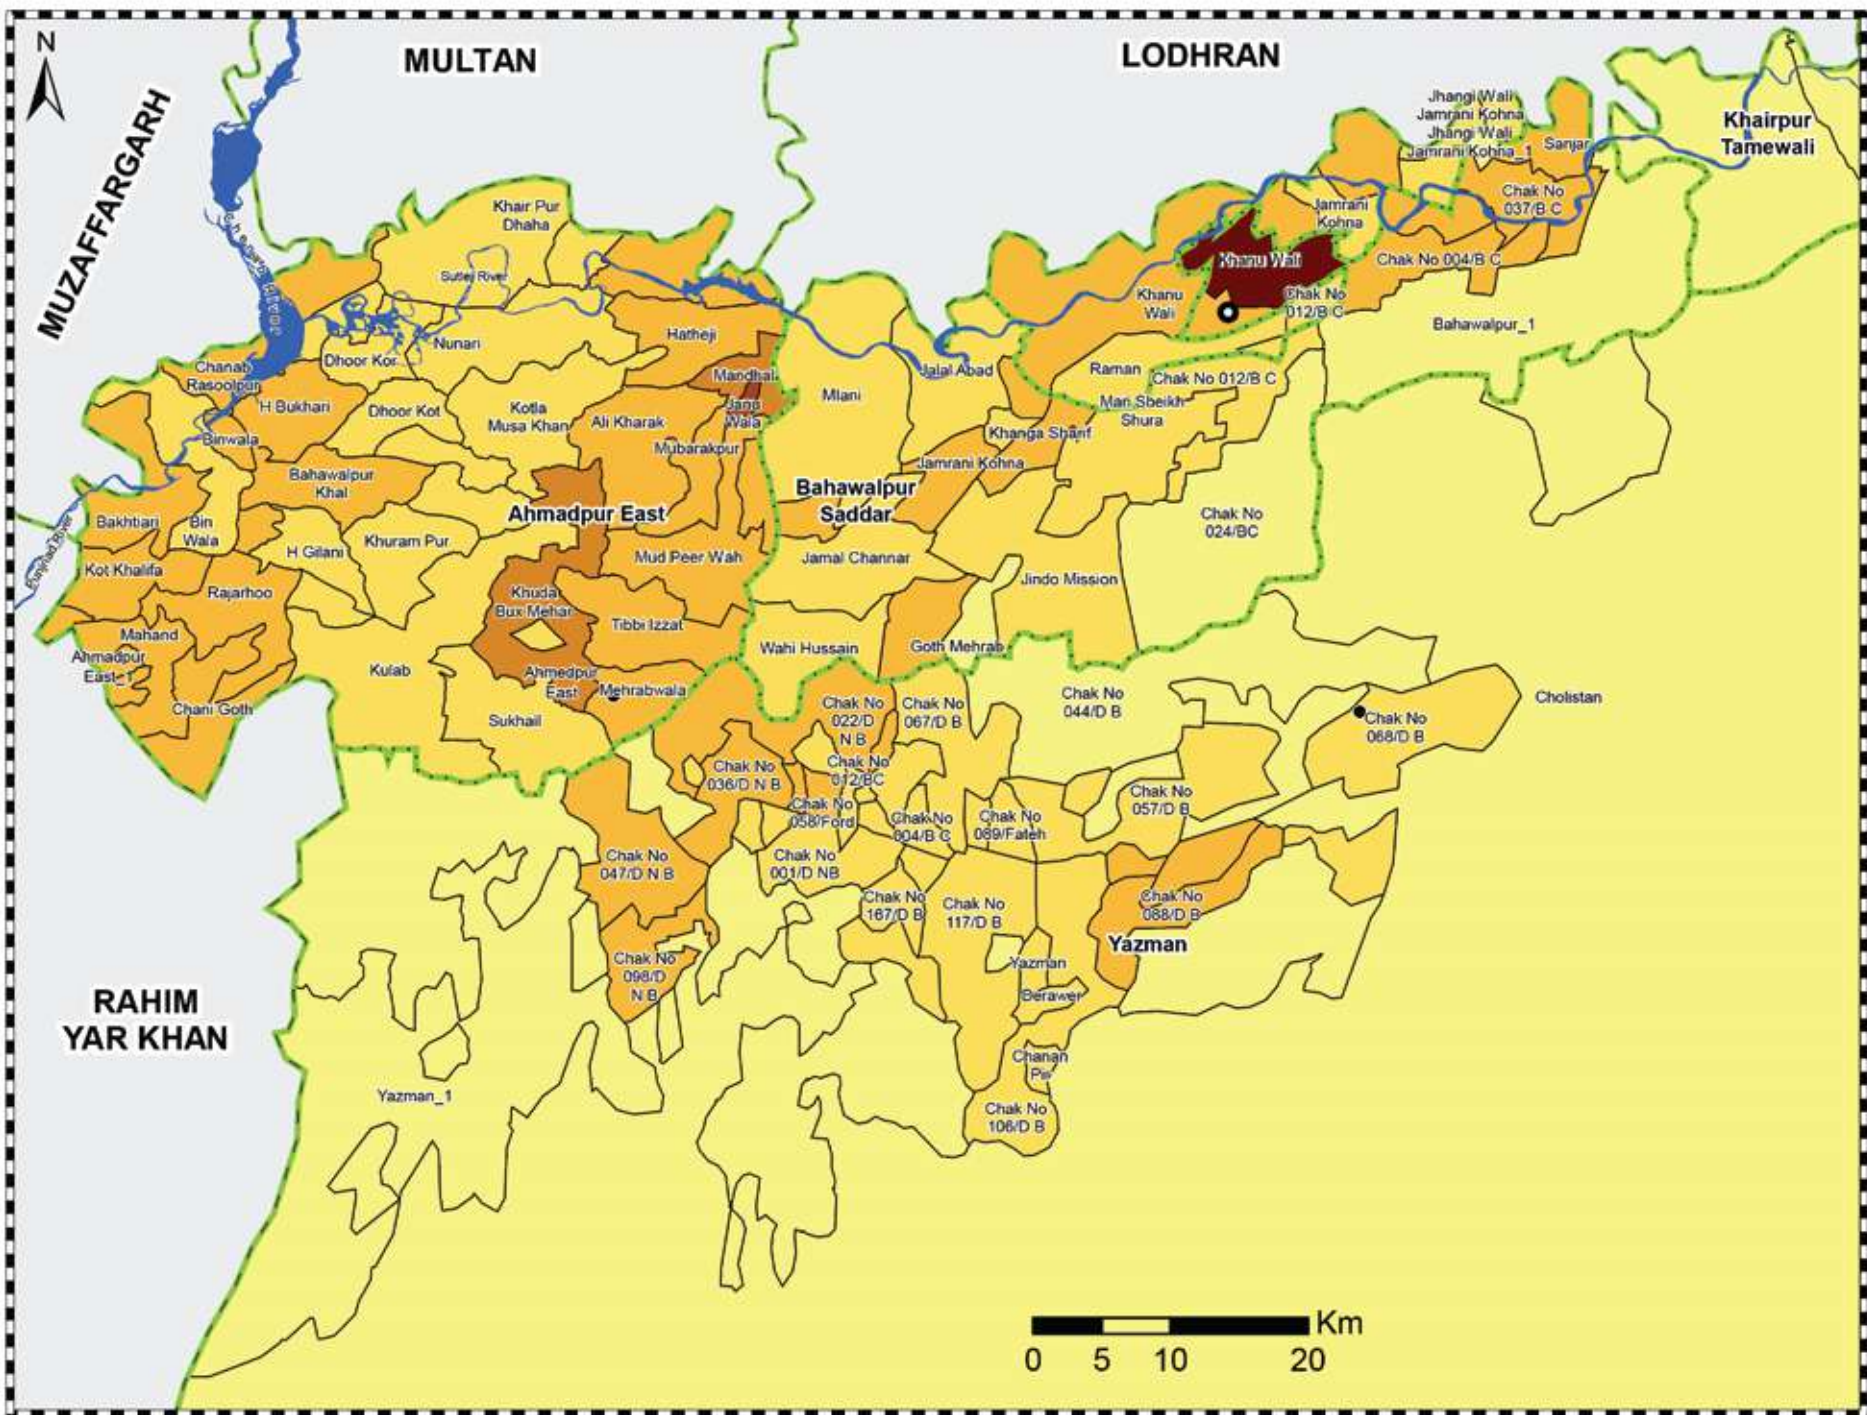 N
MULTAN
LODHRAN
MUZAFFARGARH
Jhangi Wali
Jamrani Kohna
Jhangi Wali
Jamrani Kohna_1
Sanjar
Khairpur
Tamewali
Chak No
037/B C
Khair Pur
Dhaha
Jamrani
Kohna
Chenab River
Sutlej River
Khanu Wali
Chak No 004/B C
Khanu
Wali
Chak No
012/B C
Bahawalpur_1
Hatheji
Nunari
Dhoor Kor
Chanab
Rasoolpur
Mandhal
Jalal Abad
Raman
Chak No 012/B C
Mlani
H Bukhari
Dhoor Kot
Kotla
Musa Khan
Ali Kharak
Janu
Wala
Mari Sheikh
Shura
Binwala
Mubarakpur
Khanga Sharif
Jamrani Kohna
Bahawalpur
Khal
Bahawalpur
Saddar
Ahmadpur East
Bakhtiari
Bin
Wala
H Gilani
Khuram Pur
Chak No
024/BC
Panjnad River
Mud Peer Wah
Jamal Channar
Kot Khalifa
Jindo Mission
Rajarhoo
Khuda
Bux Mehar
Tibbi Izzat
Mahand
Ahmadpur
East_1
Wahi Hussain
Goth Mehrab
Kulab
Ahmedpur
East
Mehrabwala
Chani Goth
Sukhail
Chak No
022/D
N B
Chak No
067/D B
Chak No
044/D B
Cholistan
Chak No
068/D B
Chak No
036/D N B
Chak No
012/BC
Chak No
058/Ford
Chak No
004/B C
Chak No
089/Fateh
Chak No
057/D B
Chak No
047/D N B
Chak No
001/D NB
Chak No
167/D B
Chak No
117/D B
Chak No
088/D B
Yazman
Chak No
098/D
N B
Yazman
Berawer
RAHIM
YAR KHAN
Chanan
Pir
Yazman_1
Chak No
106/D B
Km
0 5 10 20